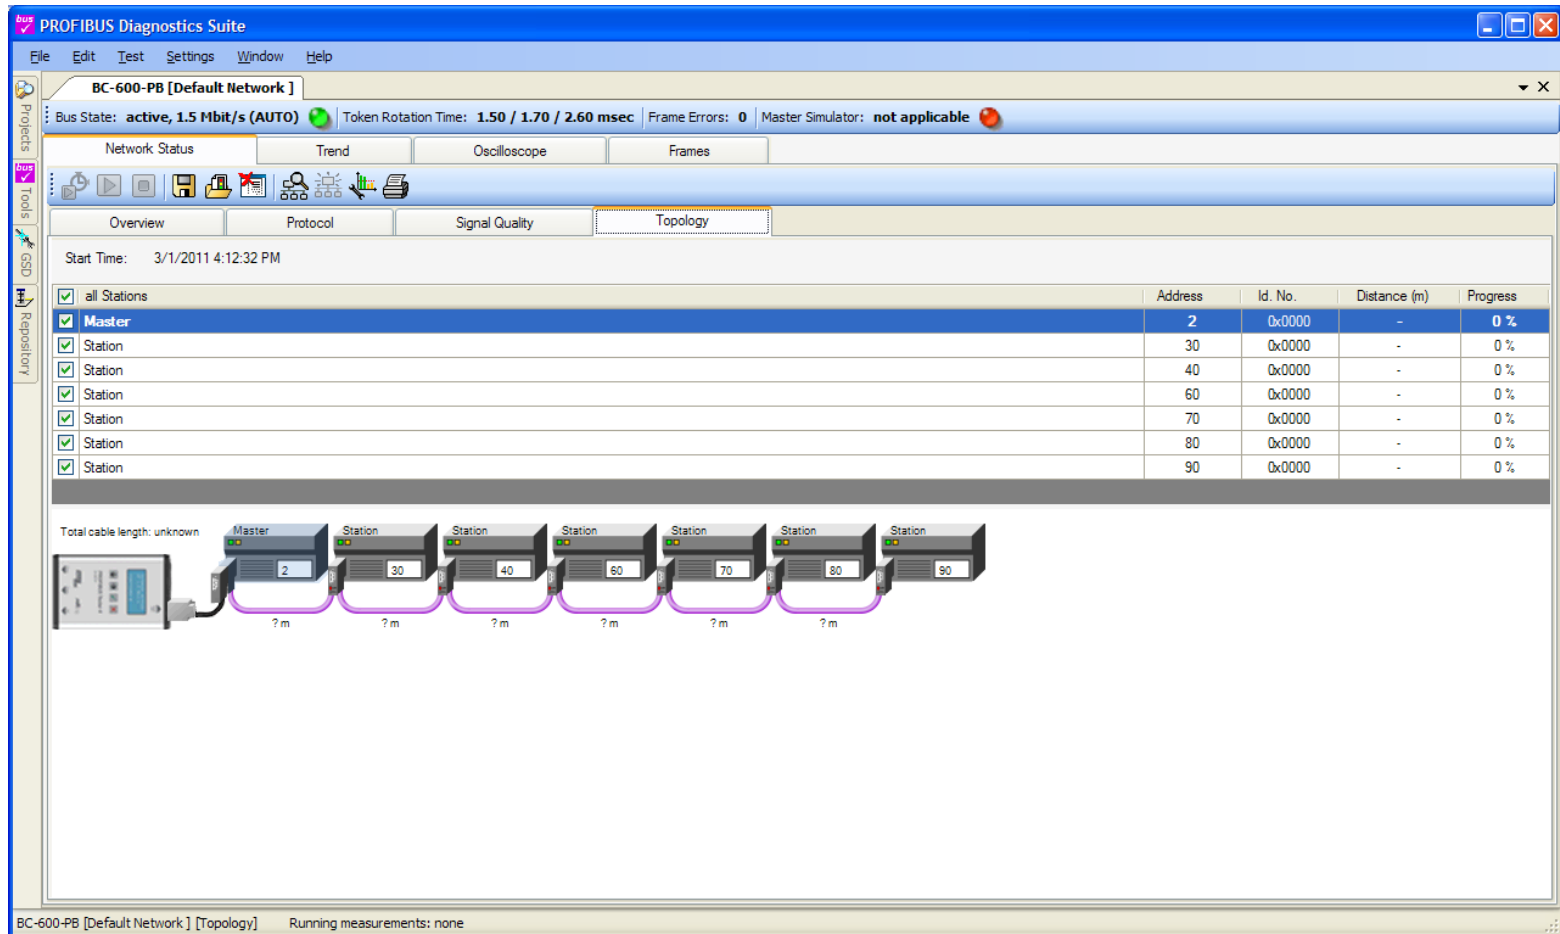 bus PROFIBUS Diagnostics Suite
File Edit Test Settings Window Help
BC-600-PB [Default Network ]
Bus State: active, 1.5 Mbit/s (AUTO) Token Rotation Time: 1.50 / 1.70 / 2.60 msec Frame Errors: 0 Master Simulator: not applicable
Projects
bus Tools
GSD
Repository
Network Status Trend Oscilloscope Frames
Overview Protocol Signal Quality Topology
Start Time: 3/1/2011 4:12:32 PM
all Stations Address Id. No. Distance (m) Progress
Master 2 0x0000 - 0 %
Station 30 0x0000 - 0 %
Station 40 0x0000 - 0 %
Station 60 0x0000 - 0 %
Station 70 0x0000 - 0 %
Station 80 0x0000 - 0 %
Station 90 0x0000 - 0 %
Total cable length: unknown Master Station Station Station Station Station Station
2 30 40 60 70 80 90
? m ? m ? m ? m ? m ? m
BC-600-PB [Default Network ] [Topology] Running measurements: none